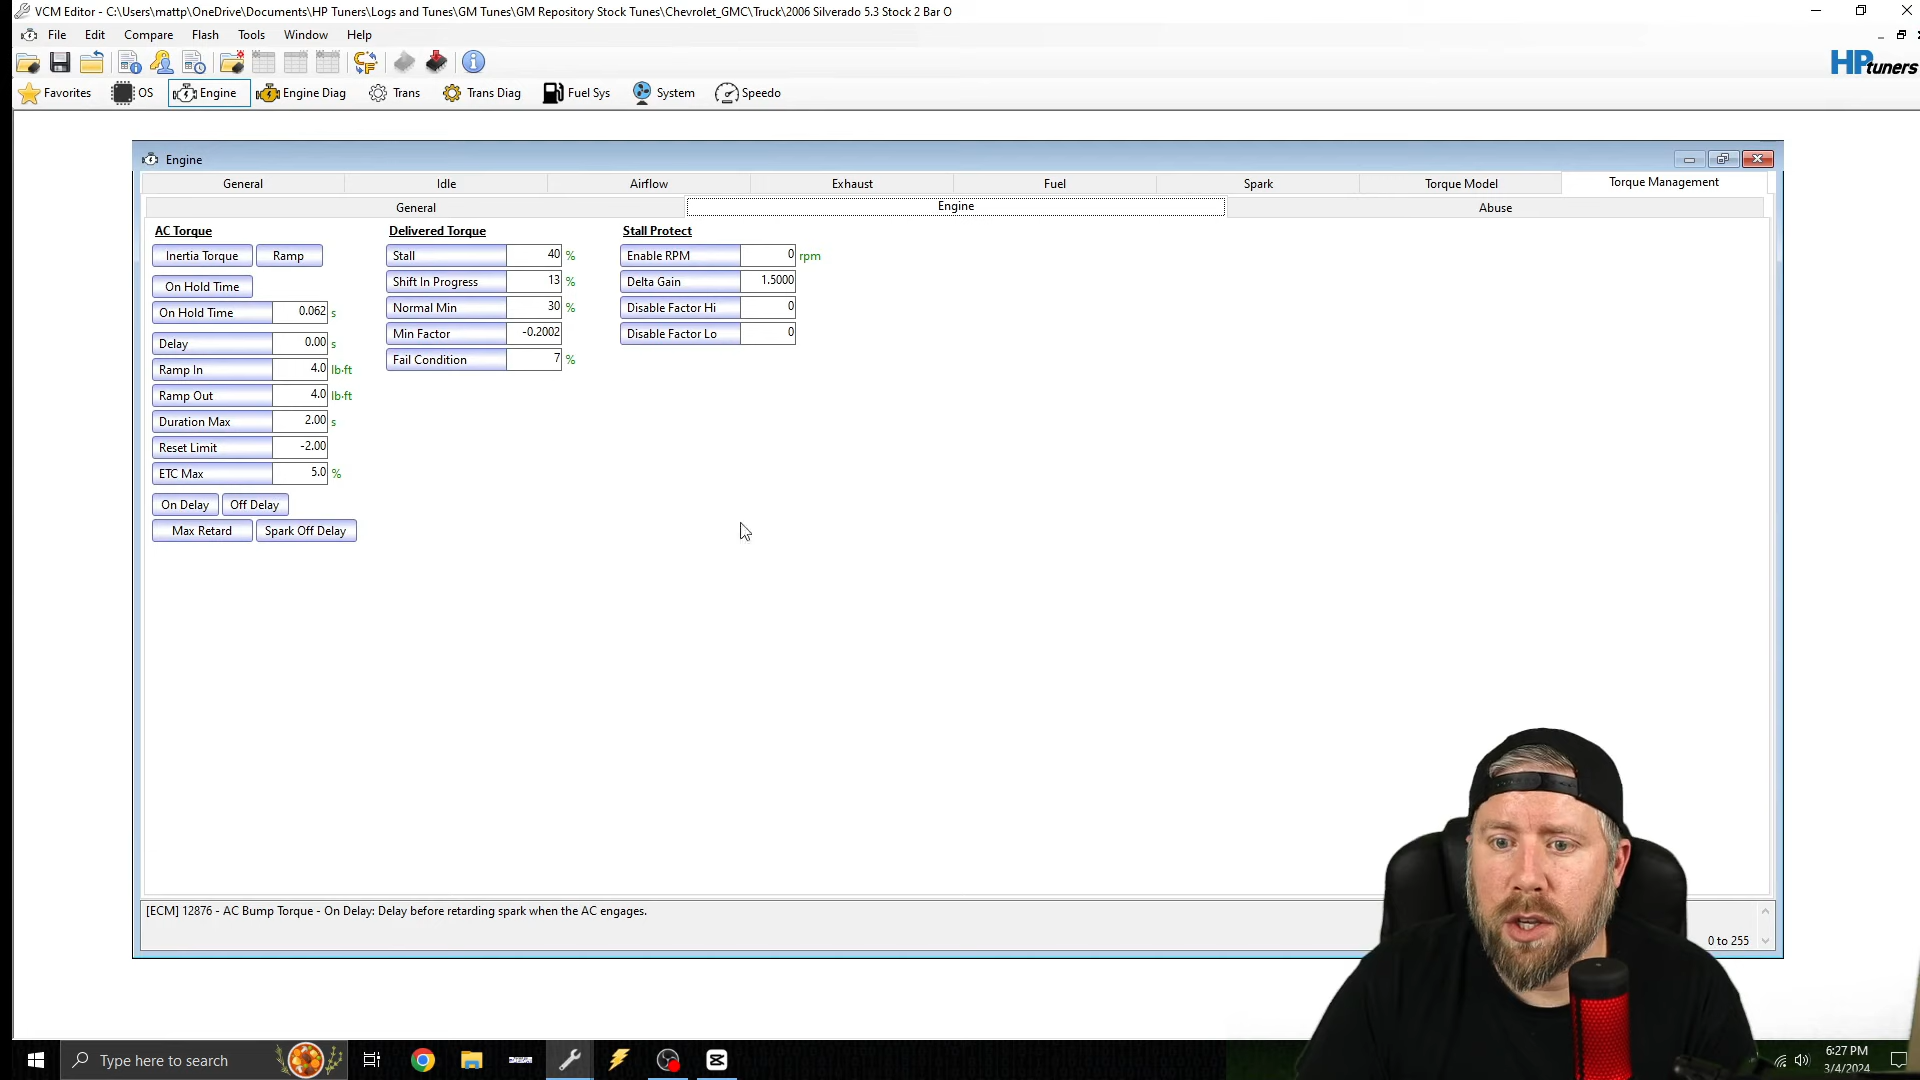 VCM Editor - C:\Users\mattp\OneDrive\Documents\HP Tuners\Logs and Tunes\GM Tunes\GM Repository Stock Tunes\Chevrolet_GMC\Truck\2006 Silverado 5.3 Stock 2 Bar O
File Edit Compare Flash Tools Window Help
HPtuners
Favorites OS Engine Engine Diag Trans Trans Diag Fuel Sys System Speedo
Engine
General Idle Airflow Exhaust Fuel Spark Torque Model Torque Management
General Engine Abuse
AC Torque Delivered Torque Stall Protect
Inertia Torque Ramp Stall 40 % Enable RPM 0 rpm
Shift In Progress 13 % Delta Gain 1.5000
On Hold Time
On Hold Time 0.062 s Normal Min 30 % Disable Factor Hi 0
Delay 0.00 s Min Factor -0.2002 Disable Factor Lo 0
Ramp In 4.0 lb·ft Fail Condition 7 %
Ramp Out 4.0 lb·ft
Duration Max 2.00 s
Reset Limit -2.00
ETC Max 5.0 %
On Delay Off Delay
Max Retard Spark Off Delay
[ECM] 12876 - AC Bump Torque - On Delay: Delay before retarding spark when the AC engages.
0 to 255
Type here to search
6:27 PM
3/4/2024